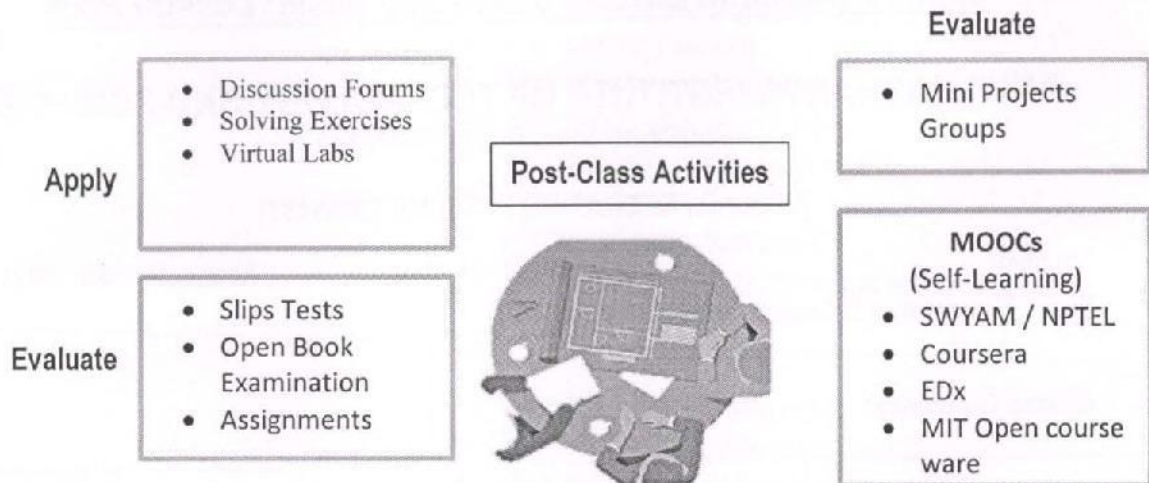 Evaluate
• Discussion Forums
• Solving Exercises
• Virtual Labs
Apply
Post-Class Activities
• Mini Projects
Groups
• Slips Tests
• Open Book
Examination
• Assignments
Evaluate
MOOCs
(Self-Learning)
• SWYAM / NPTEL
• Coursera
• EDx
• MIT Open course
ware